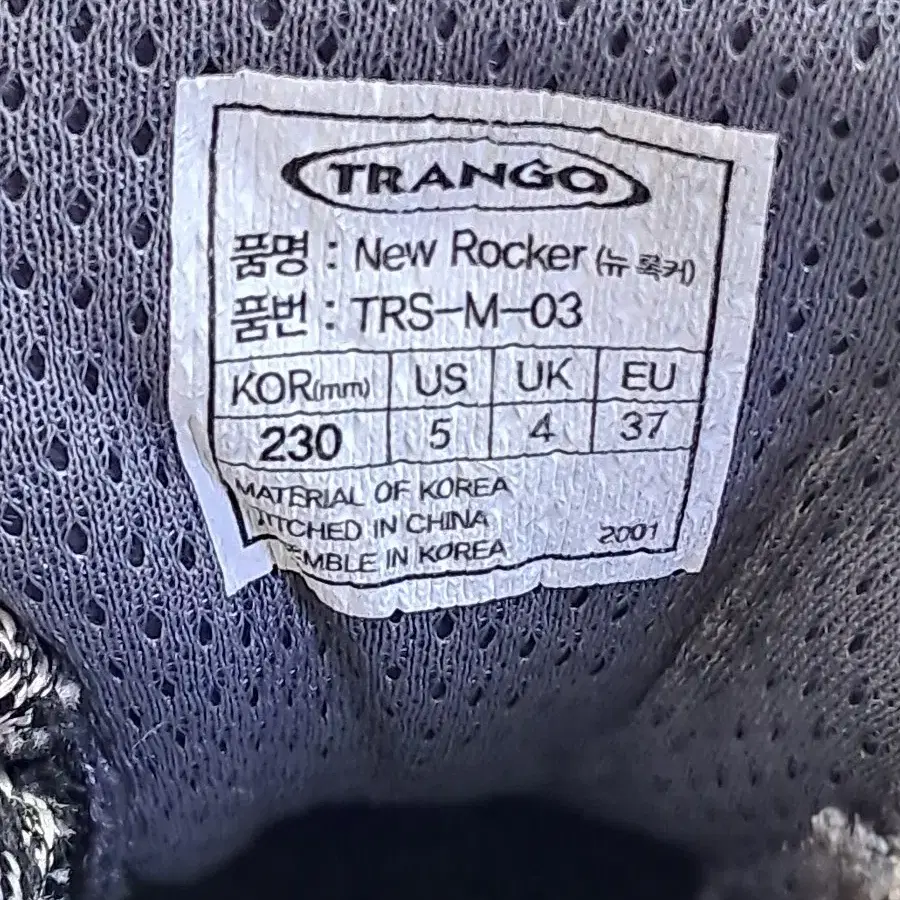 TRANGO
품명 : New Rocker (뉴 록커)
품번 : TRS-M-03
KOR(mm) US UK EU
230 5 4 37
MATERIAL OF KOREA
TITCHED IN CHINA
EMBLE IN KOREA 2001